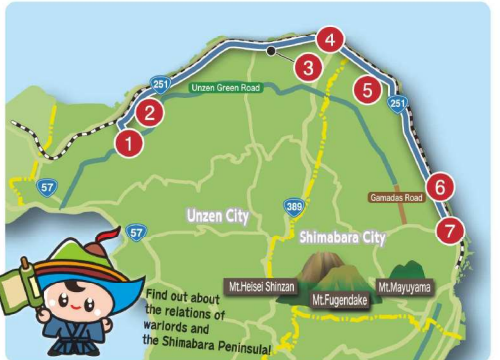 4
3
251
Unzen Green Road
5
2
251
1
57
6
Gamadas Road
389
Unzen City
7
57
Shimabara City
Mt.Heisei Shinzan
Mt.Mayuyama
Mt.Fugendake
Find out about
the relations of
warlords and
the Shimabara Peninsula!